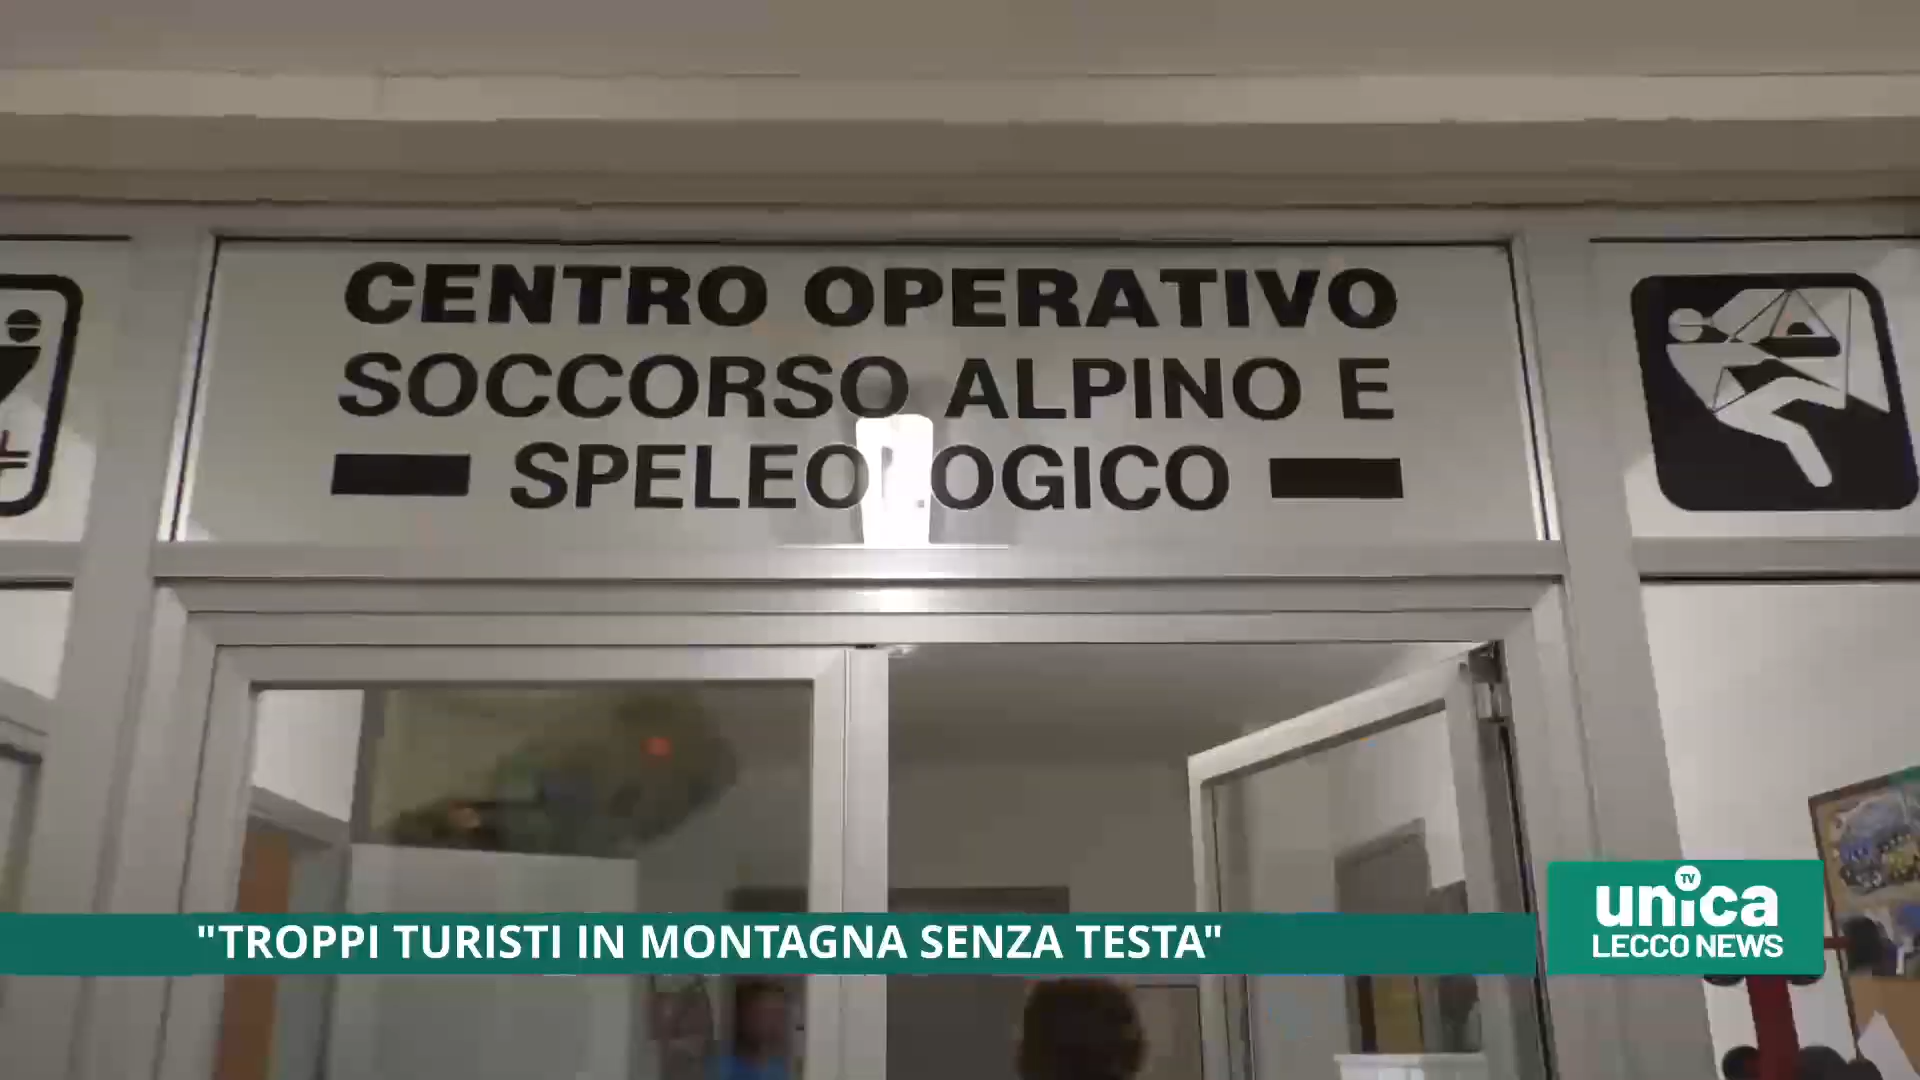 CENTRO OPERATIVO
SOCCORSO ALPINO E
SPELEOLOGICO
"TROPPI TURISTI IN MONTAGNA SENZA TESTA"
TV
unica
LECCO NEWS